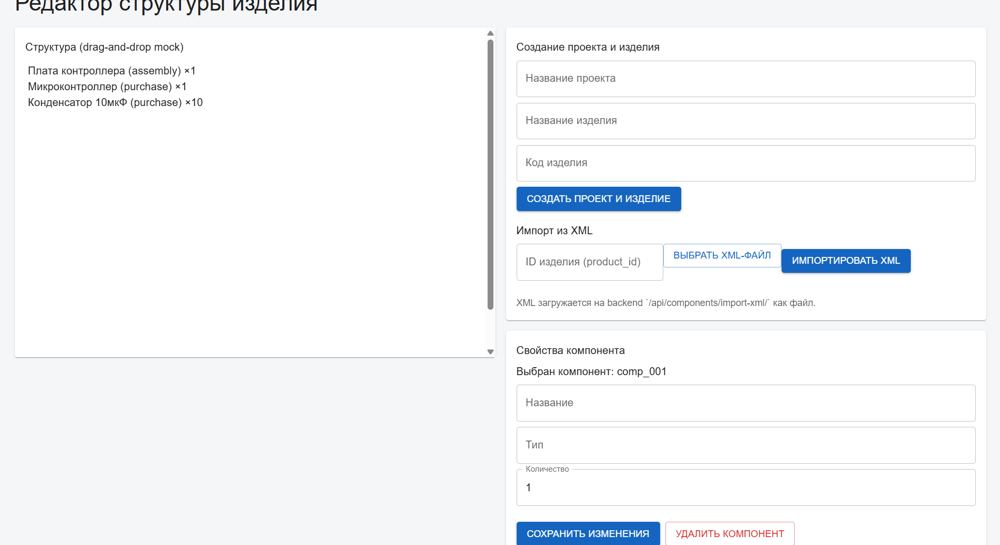 Редактор структуры изделия
Структура (drag-and-drop mock)
Плата контроллера (assembly) ×1
Микроконтроллер (purchase) ×1
Конденсатор 10мкФ (purchase) ×10
Создание проекта и изделия
Название проекта
Название изделия
Код изделия
СОЗДАТЬ ПРОЕКТ И ИЗДЕЛИЕ
Импорт из XML
ID изделия (product_id)
ВЫБРАТЬ XML-ФАЙЛ
ИМПОРТИРОВАТЬ XML
XML загружается на backend `/api/components/import-xml/` как файл.
Свойства компонента
Выбран компонент: comp_001
Название
Тип
Количество
1
СОХРАНИТЬ ИЗМЕНЕНИЯ
УДАЛИТЬ КОМПОНЕНТ